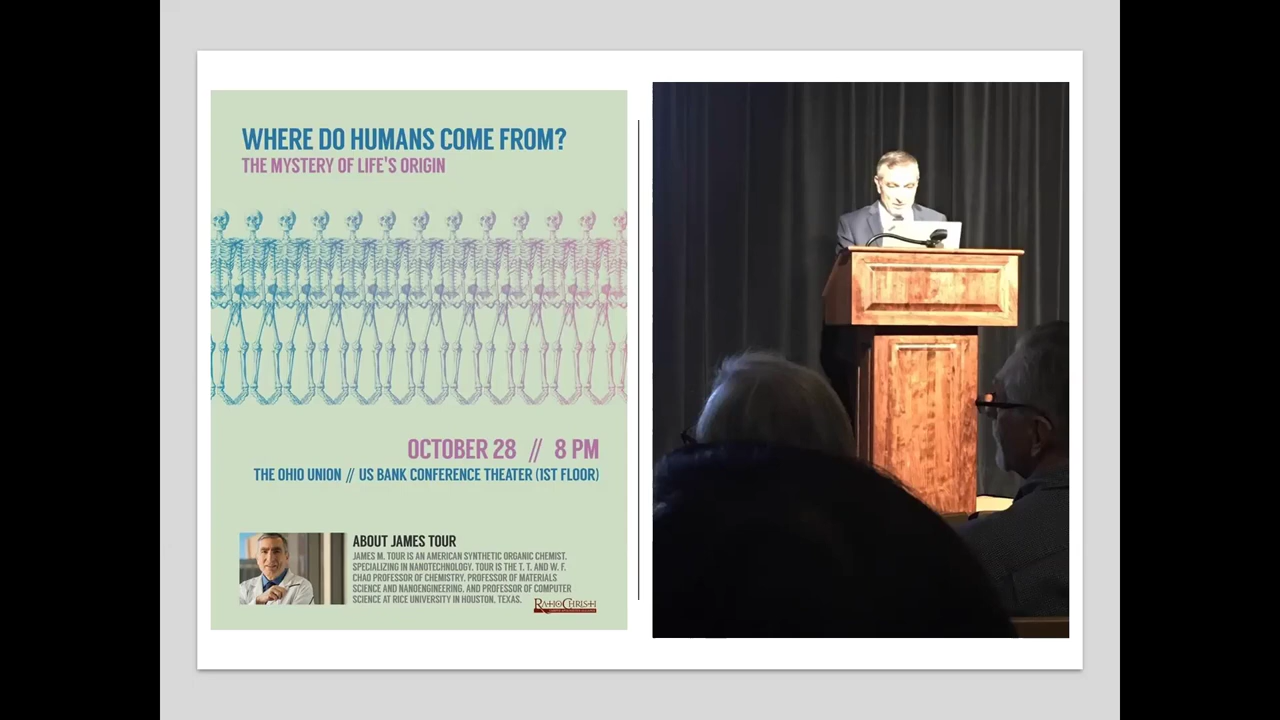 WHERE DO HUMANS COME FROM?
THE MYSTERY OF LIFE'S ORIGIN
OCTOBER 28 // 8 PM
THE OHIO UNION // US BANK CONFERENCE THEATER (1ST FLOOR)
ABOUT JAMES TOUR
JAMES M. TOUR IS AN AMERICAN SYNTHETIC ORGANIC CHEMIST,
SPECIALIZING IN NANOTECHNOLOGY. TOUR IS THE T. T. AND W. F.
CHAO PROFESSOR OF CHEMISTRY, PROFESSOR OF MATERIALS
SCIENCE AND NANOENGINEERING, AND PROFESSOR OF COMPUTER
SCIENCE AT RICE UNIVERSITY IN HOUSTON, TEXAS.
RATIO CHRISTI